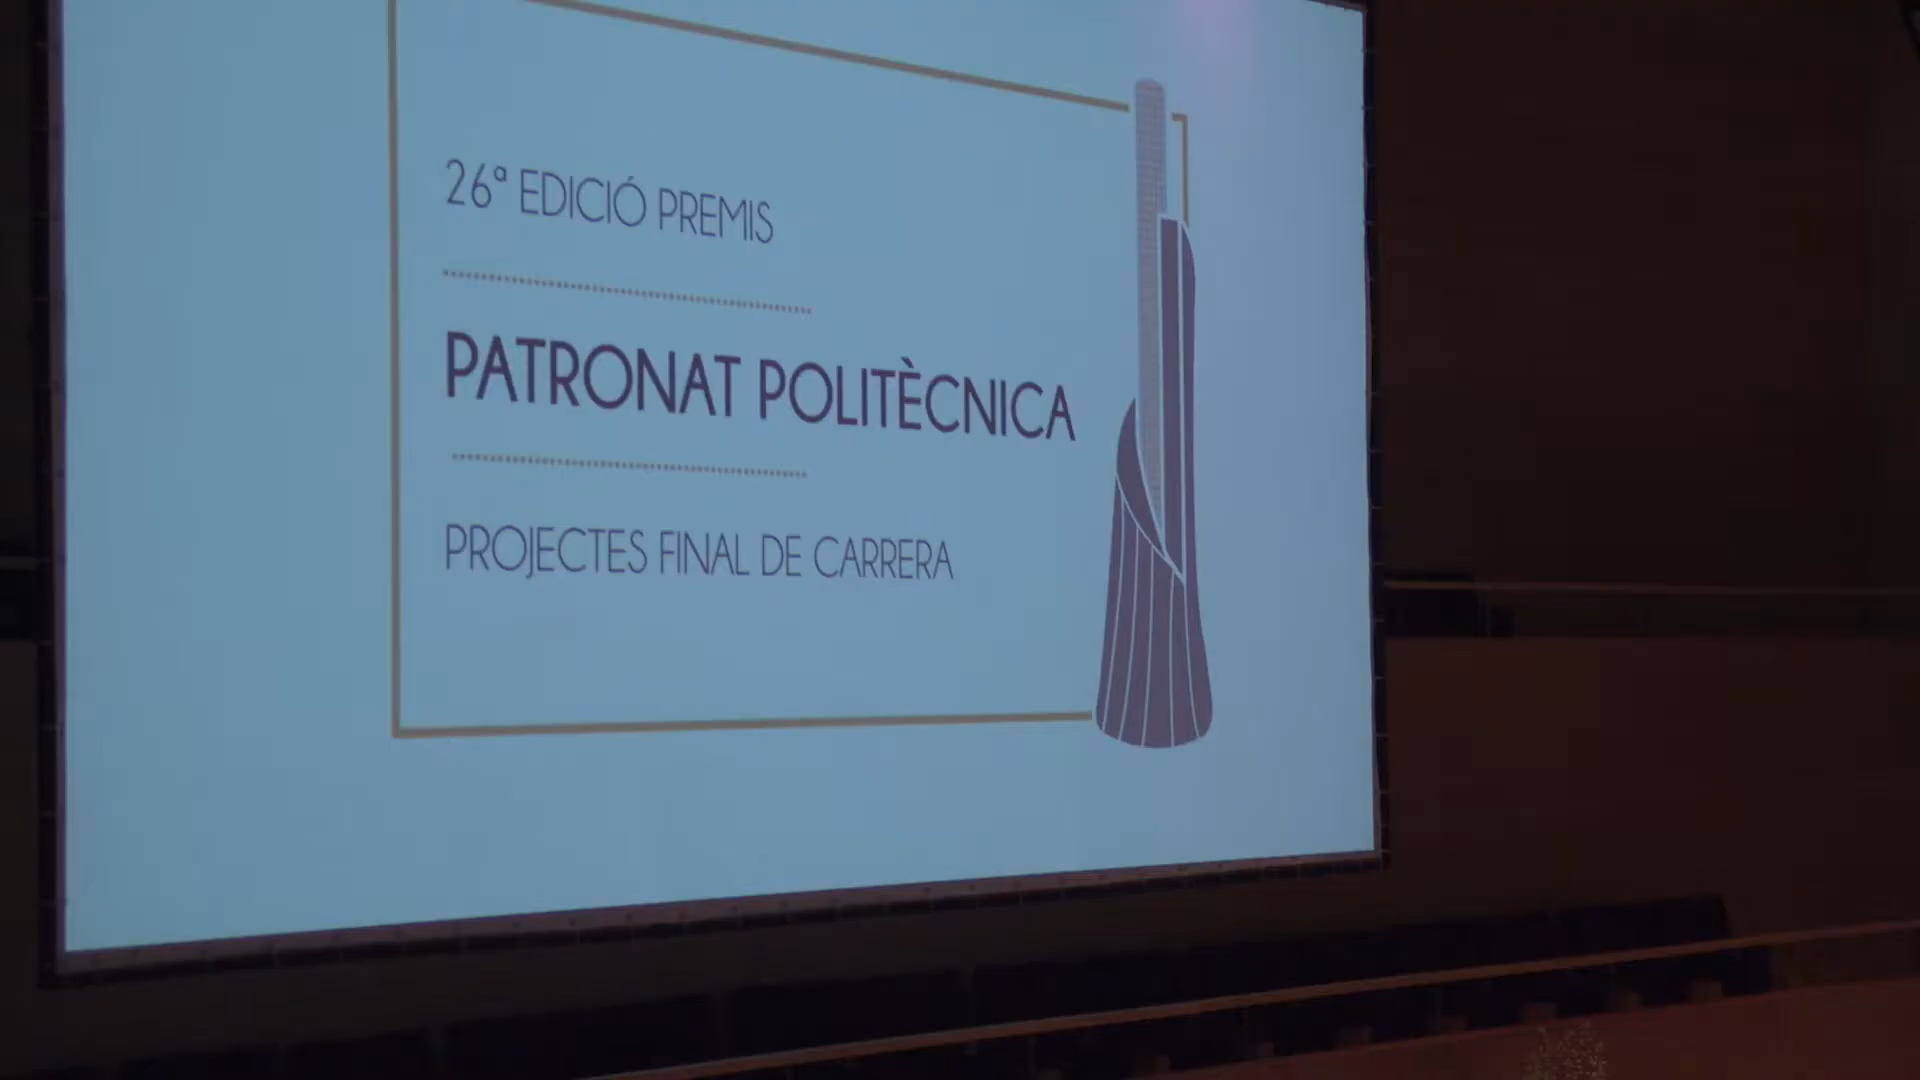 26ª EDICIÓ PREMIS
PATRONAT POLITÈCNICA
PROJECTES FINAL DE CARRERA